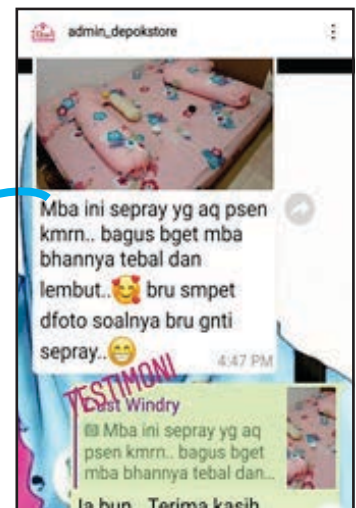 admin_depokstore
Mba ini sepray yg aq psen
kmrn.. bagus bget mba
bhannya tebal dan
lembut.. bru smpet
dfoto soalnya bru gnti
sepray..
4:47 PM
TESTIMONI
Cust Windry
Mba ini sepray yg aq
psen kmrn.. bagus bget
mba bhannya tebal dan...
Ia bun.. Terima kasih